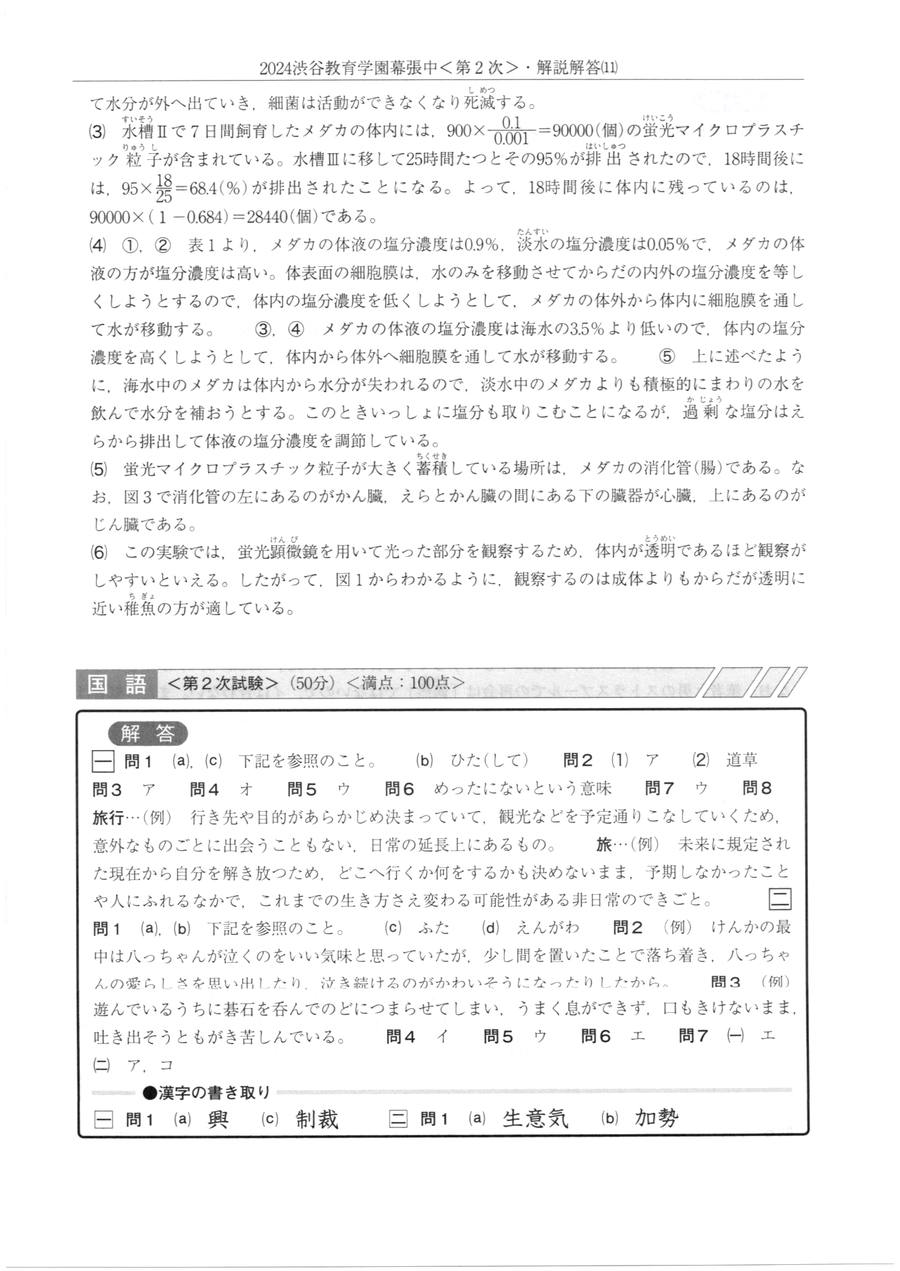 2024渋谷教育学園幕張中＜第２次＞・解説解答⑾
て水分が外へ出ていき，細菌は活動ができなくなり死滅する。
⑶　水槽Ⅱで７日間飼育したメダカの体内には，900×0.1/0.001＝90000(個)の蛍光マイクロプラスチ
ック粒子が含まれている。水槽Ⅲに移して25時間たつとその95％が排出されたので，18時間後に
は，95×18/25＝68.4(％)が排出されたことになる。よって，18時間後に体内に残っているのは，
90000×(１－0.684)＝28440(個)である。
⑷　①，②　表１より，メダカの体液の塩分濃度は0.9％，淡水の塩分濃度は0.05％で，メダカの体
液の方が塩分濃度は高い。体表面の細胞膜は，水のみを移動させてからだの内外の塩分濃度を等し
くしようとするので，体内の塩分濃度を低くしようとして，メダカの体外から体内に細胞膜を通し
て水が移動する。　③，④　メダカの体液の塩分濃度は海水の3.5％より低いので，体内の塩分
濃度を高くしようとして，体内から体外へ細胞膜を通して水が移動する。　⑤　上に述べたよう
に，海水中のメダカは体内から水分が失われるので，淡水中のメダカよりも積極的にまわりの水を
飲んで水分を補おうとする。このときいっしょに塩分も取りこむことになるが，過剰な塩分はえ
らから排出して体液の塩分濃度を調節している。
⑸　蛍光マイクロプラスチック粒子が大きく蓄積している場所は，メダカの消化管(腸)である。な
お，図３で消化管の左にあるのがかん臓，えらとかん臓の間にある下の臓器が心臓，上にあるのが
じん臓である。
⑹　この実験では，蛍光顕微鏡を用いて光った部分を観察するため，体内が透明であるほど観察が
しやすいといえる。したがって，図１からわかるように，観察するのは成体よりもからだが透明に
近い稚魚の方が適している。
国　語　＜第２次試験＞（50分）＜満点：100点＞
解　答
一　問１　⒜，⒞　下記を参照のこと。　⒝　ひた(して)　問２　⑴　ア　⑵　道草
問３　ア　問４　オ　問５　ウ　問６　めったにないという意味　問７　ウ　問８
旅行…(例)　行き先や目的があらかじめ決まっていて，観光などを予定通りこなしていくため，
意外なものごとに出会うこともない，日常の延長上にあるもの。　旅…(例)　未来に規定され
た現在から自分を解き放つため，どこへ行くか何をするかも決めないまま，予期しなかったこと
や人にふれるなかで，これまでの生き方さえ変わる可能性がある非日常のできごと。　二
問１　⒜，⒝　下記を参照のこと。　⒞　ふた　⒟　えんがわ　問２　(例)　けんかの最
中は八っちゃんが泣くのをいい気味と思っていたが，少し間を置いたことで落ち着き，八っちゃ
んの愛らしさを思い出したり，泣き続けるのがかわいそうになったりしたから。　問３　(例)
遊んでいるうちに碁石を呑んでのどにつまらせてしまい，うまく息ができず，口もきけないまま，
吐き出そうともがき苦しんでいる。　問４　イ　問５　ウ　問６　エ　問７　㈠　エ
㈡　ア，コ
●漢字の書き取り
一　問１　⒜　興　⒞　制裁　二　問１　⒜　生意気　⒝　加勢